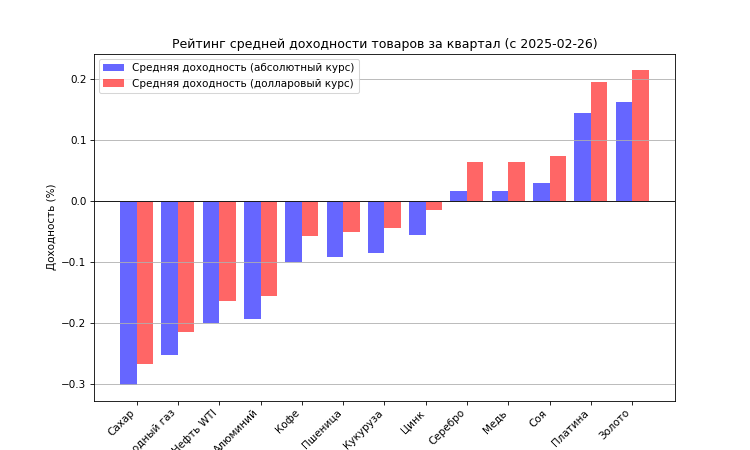 Рейтинг средней доходности товаров за квартал (с 2025-02-26)
Средняя доходность (абсолютный курс)
Средняя доходность (долларовый курс)
Доходность (%)
0.2
0.1
0.0
−0.1
−0.2
−0.3
Сахар
одный газ
Нефть WTI
Алюминий
Кофе
Пшеница
Кукуруза
Цинк
Серебро
Медь
Соя
Платина
Золото